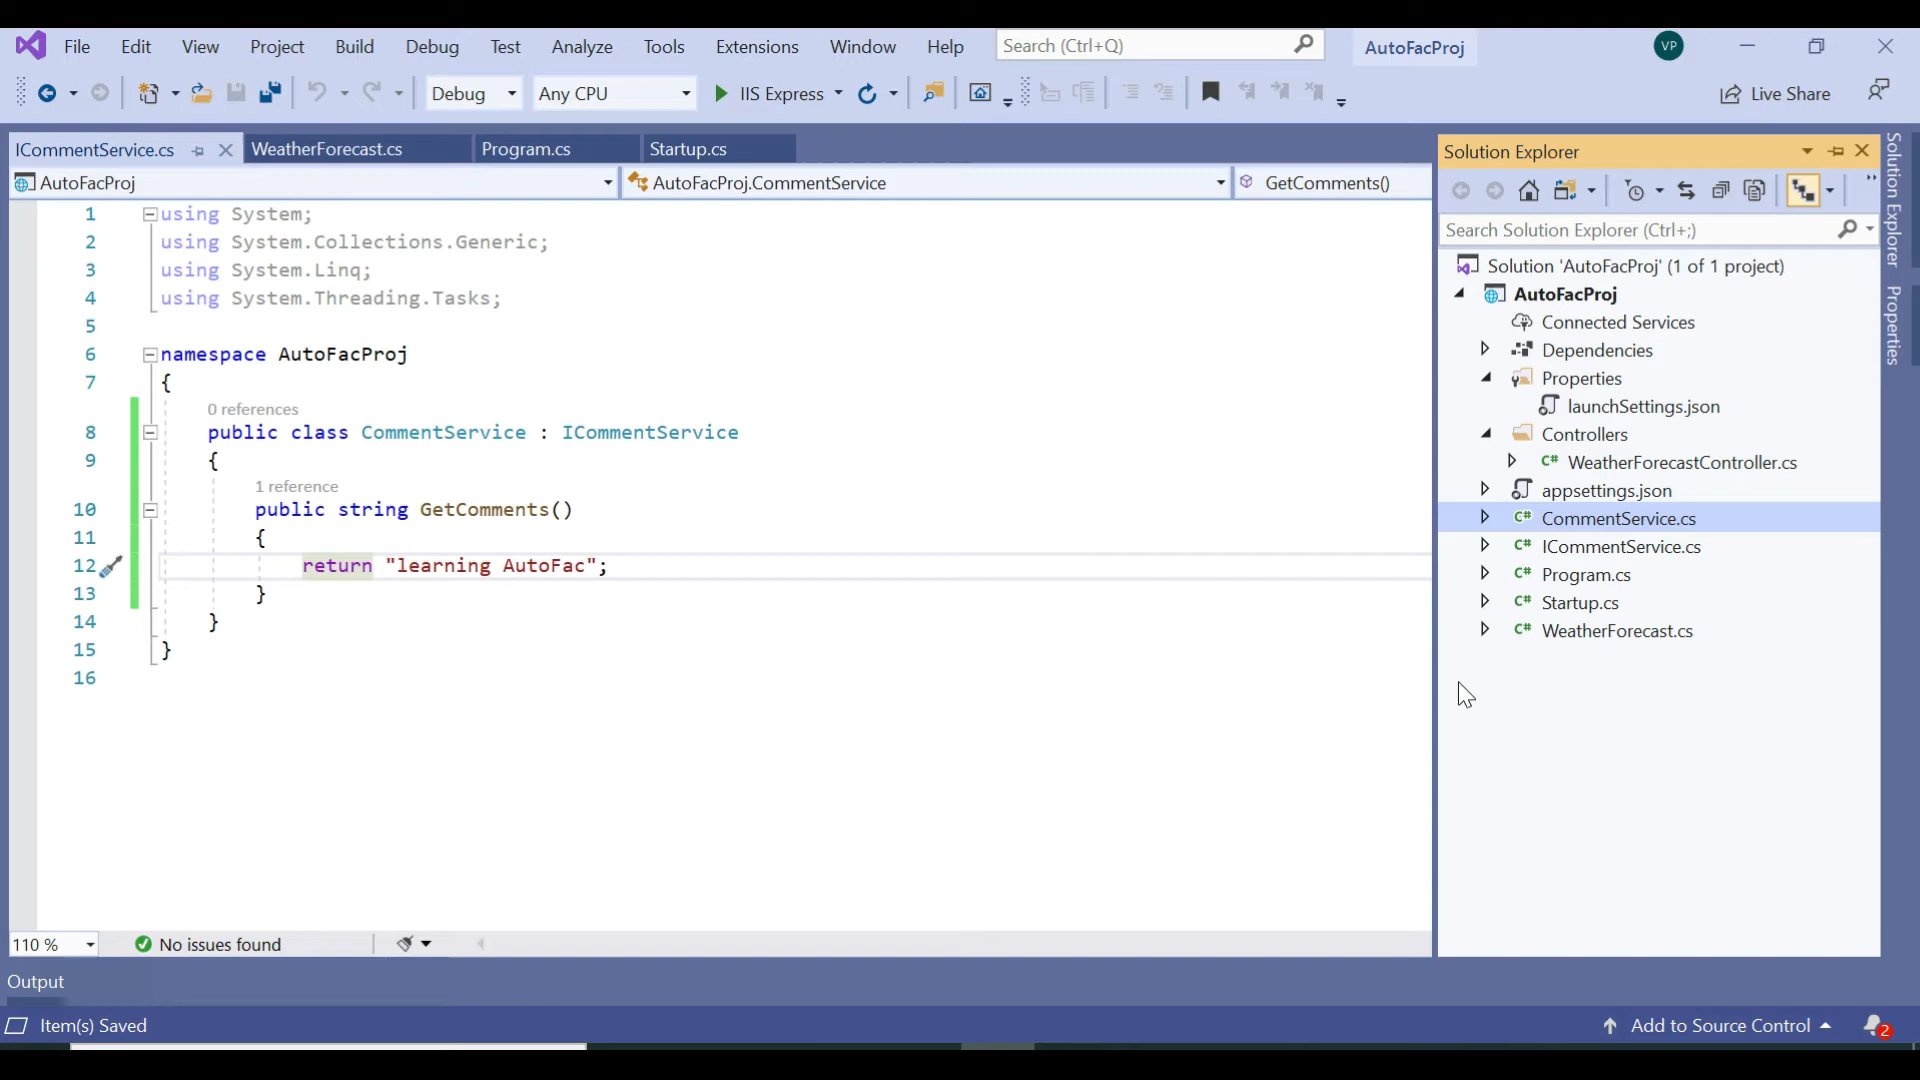 File Edit View Project Build Debug Test Analyze Tools Extensions Window Help Search (Ctrl+Q) AutoFacProj VP
Debug Any CPU IIS Express Live Share
ICommentService.cs WeatherForecast.cs Program.cs Startup.cs
AutoFacProj AutoFacProj.CommentService GetComments()
1 using System;
2 using System.Collections.Generic;
3 using System.Linq;
4 using System.Threading.Tasks;
5
6 namespace AutoFacProj
7 {
0 references
8 public class CommentService : ICommentService
9 {
1 reference
10 public string GetComments()
11 {
12 return "learning AutoFac";
13 }
14 }
15 }
16
110 % No issues found
Solution Explorer
Search Solution Explorer (Ctrl+;)
Solution 'AutoFacProj' (1 of 1 project)
AutoFacProj
Connected Services
Dependencies
Properties
launchSettings.json
Controllers
C# WeatherForecastController.cs
appsettings.json
C# CommentService.cs
C# ICommentService.cs
C# Program.cs
C# Startup.cs
C# WeatherForecast.cs
Solution Explorer
Properties
Output
Item(s) Saved Add to Source Control 2